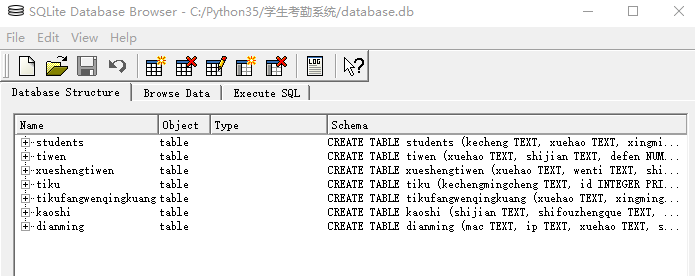 SQLite Database Browser - C:/Python35/学生考勤系统/database.db
File Edit View Help
LOG
Database Structure Browse Data Execute SQL
Name Object Type Schema
students table CREATE TABLE students (kecheng TEXT, xuehao TEXT, xingmi...
tiwen table CREATE TABLE tiwen (xuehao TEXT, shijian TEXT, defen NUM...
xueshengtiwen table CREATE TABLE xueshengtiwen (xuehao TEXT, wenti TEXT, shi...
tiku table CREATE TABLE tiku (kechengmingcheng TEXT, id INTEGER PRI...
tikufangwenqingkuang table CREATE TABLE tikufangwenqingkuang (xuehao TEXT, xingming...
kaoshi table CREATE TABLE kaoshi (shijian TEXT, shifouzhengque TEXT, ...
dianming table CREATE TABLE dianming (mac TEXT, ip TEXT, xuehao TEXT, s...